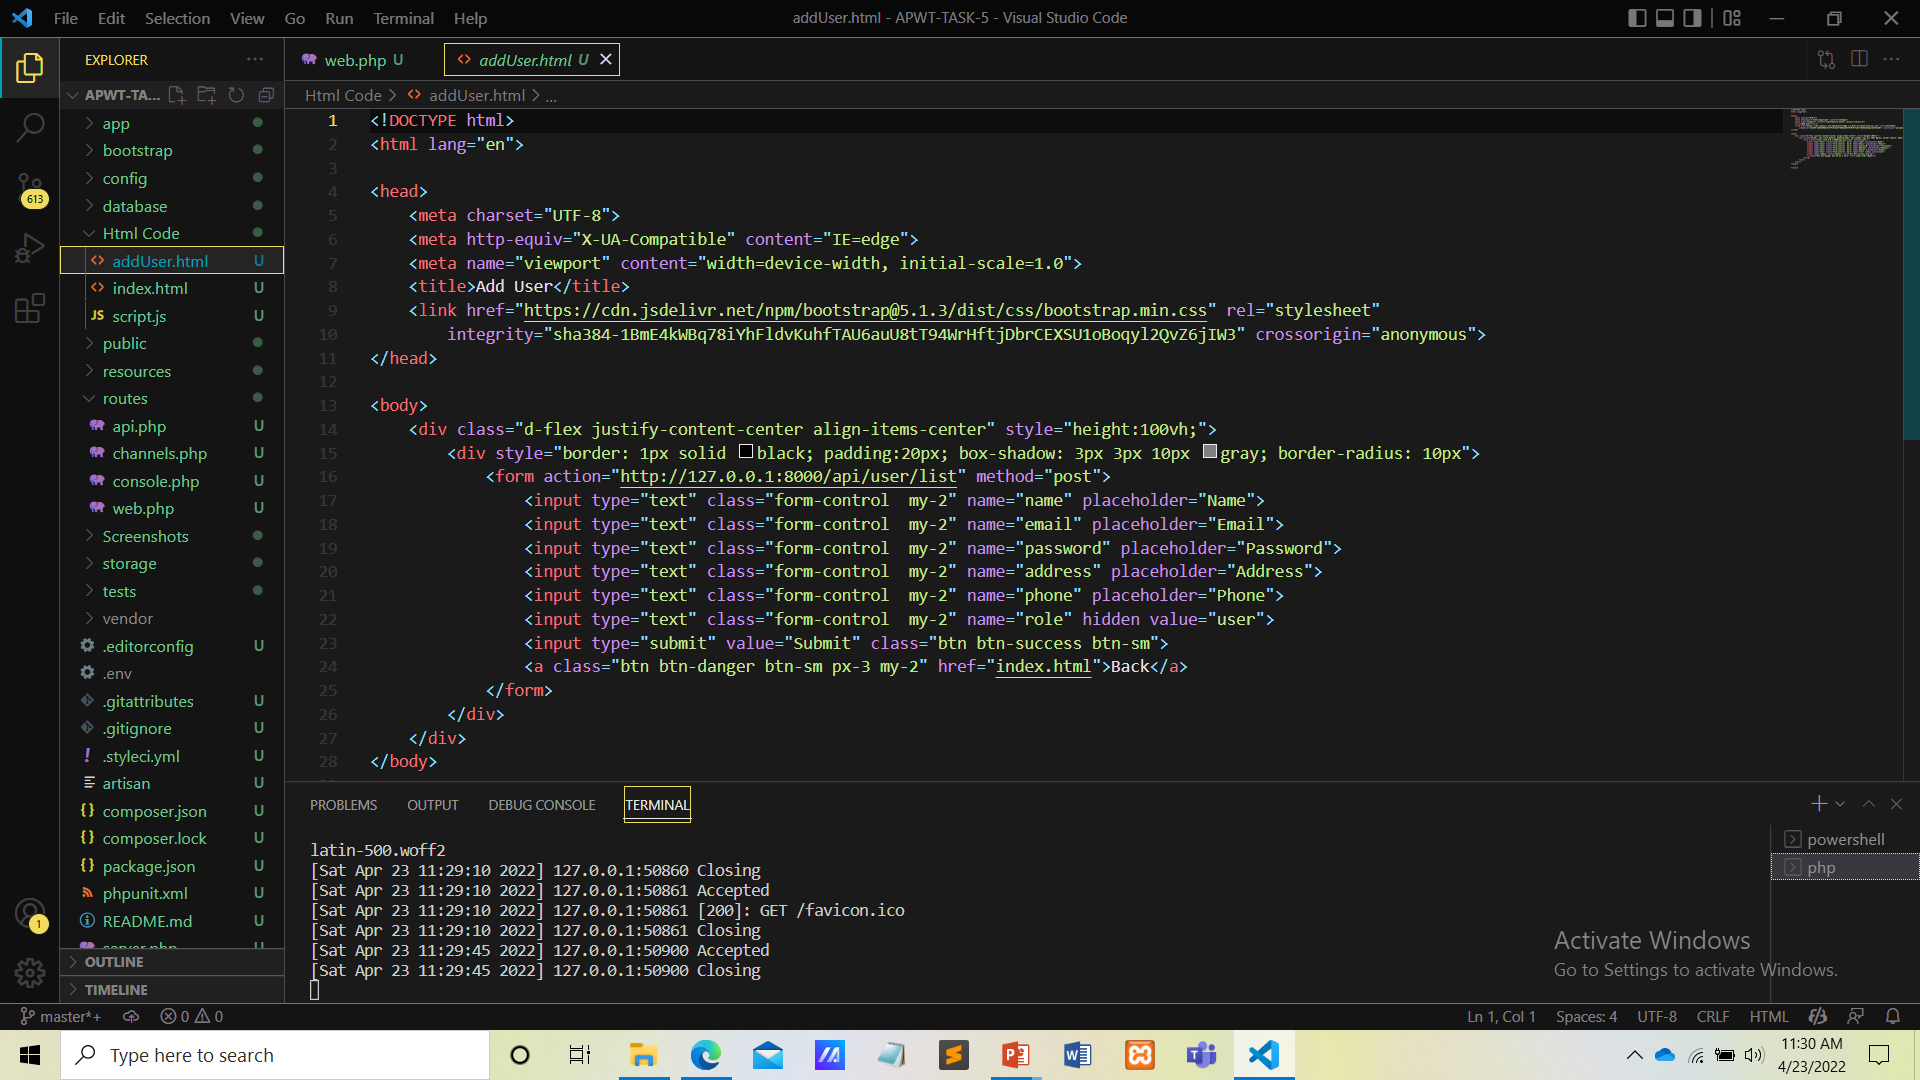 File Edit Selection View Go Run Terminal Help
addUser.html - APWT-TASK-5 - Visual Studio Code
EXPLORER
APWT-TA...
app
bootstrap
config
database
Html Code
addUser.html U
index.html U
JS script.js U
public
resources
routes
api.php U
channels.php U
console.php U
web.php U
Screenshots
storage
tests
vendor
.editorconfig U
.env
.gitattributes U
.gitignore U
! .styleci.yml U
artisan U
{} composer.json U
{} composer.lock U
{} package.json U
phpunit.xml U
README.md U
server.php U
OUTLINE
TIMELINE
613
1
web.php U
addUser.html U
Html Code > addUser.html > ...
1 <!DOCTYPE html>
2 <html lang="en">
3
4 <head>
5 <meta charset="UTF-8">
6 <meta http-equiv="X-UA-Compatible" content="IE=edge">
7 <meta name="viewport" content="width=device-width, initial-scale=1.0">
8 <title>Add User</title>
9 <link href="https://cdn.jsdelivr.net/npm/bootstrap@5.1.3/dist/css/bootstrap.min.css" rel="stylesheet"
10 integrity="sha384-1BmE4kWBq78iYhFldvKuhfTAU6auU8tT94WrHftjDbrCEXSU1oBoqyl2QvZ6jIW3" crossorigin="anonymous">
11 </head>
12
13 <body>
14 <div class="d-flex justify-content-center align-items-center" style="height:100vh;">
15 <div style="border: 1px solid black; padding:20px; box-shadow: 3px 3px 10px gray; border-radius: 10px">
16 <form action="http://127.0.0.1:8000/api/user/list" method="post">
17 <input type="text" class="form-control  my-2" name="name" placeholder="Name">
18 <input type="text" class="form-control  my-2" name="email" placeholder="Email">
19 <input type="text" class="form-control  my-2" name="password" placeholder="Password">
20 <input type="text" class="form-control  my-2" name="address" placeholder="Address">
21 <input type="text" class="form-control  my-2" name="phone" placeholder="Phone">
22 <input type="text" class="form-control  my-2" name="role" hidden value="user">
23 <input type="submit" value="Submit" class="btn btn-success btn-sm">
24 <a class="btn btn-danger btn-sm px-3 my-2" href="index.html">Back</a>
25 </form>
26 </div>
27 </div>
28 </body>
PROBLEMS OUTPUT DEBUG CONSOLE TERMINAL
latin-500.woff2
[Sat Apr 23 11:29:10 2022] 127.0.0.1:50860 Closing
[Sat Apr 23 11:29:10 2022] 127.0.0.1:50861 Accepted
[Sat Apr 23 11:29:10 2022] 127.0.0.1:50861 [200]: GET /favicon.ico
[Sat Apr 23 11:29:10 2022] 127.0.0.1:50861 Closing
[Sat Apr 23 11:29:45 2022] 127.0.0.1:50900 Accepted
[Sat Apr 23 11:29:45 2022] 127.0.0.1:50900 Closing
powershell
php
Activate Windows
Go to Settings to activate Windows.
master*+ 0 0
Ln 1, Col 1 Spaces: 4 UTF-8 CRLF HTML
Type here to search
11:30 AM
4/23/2022